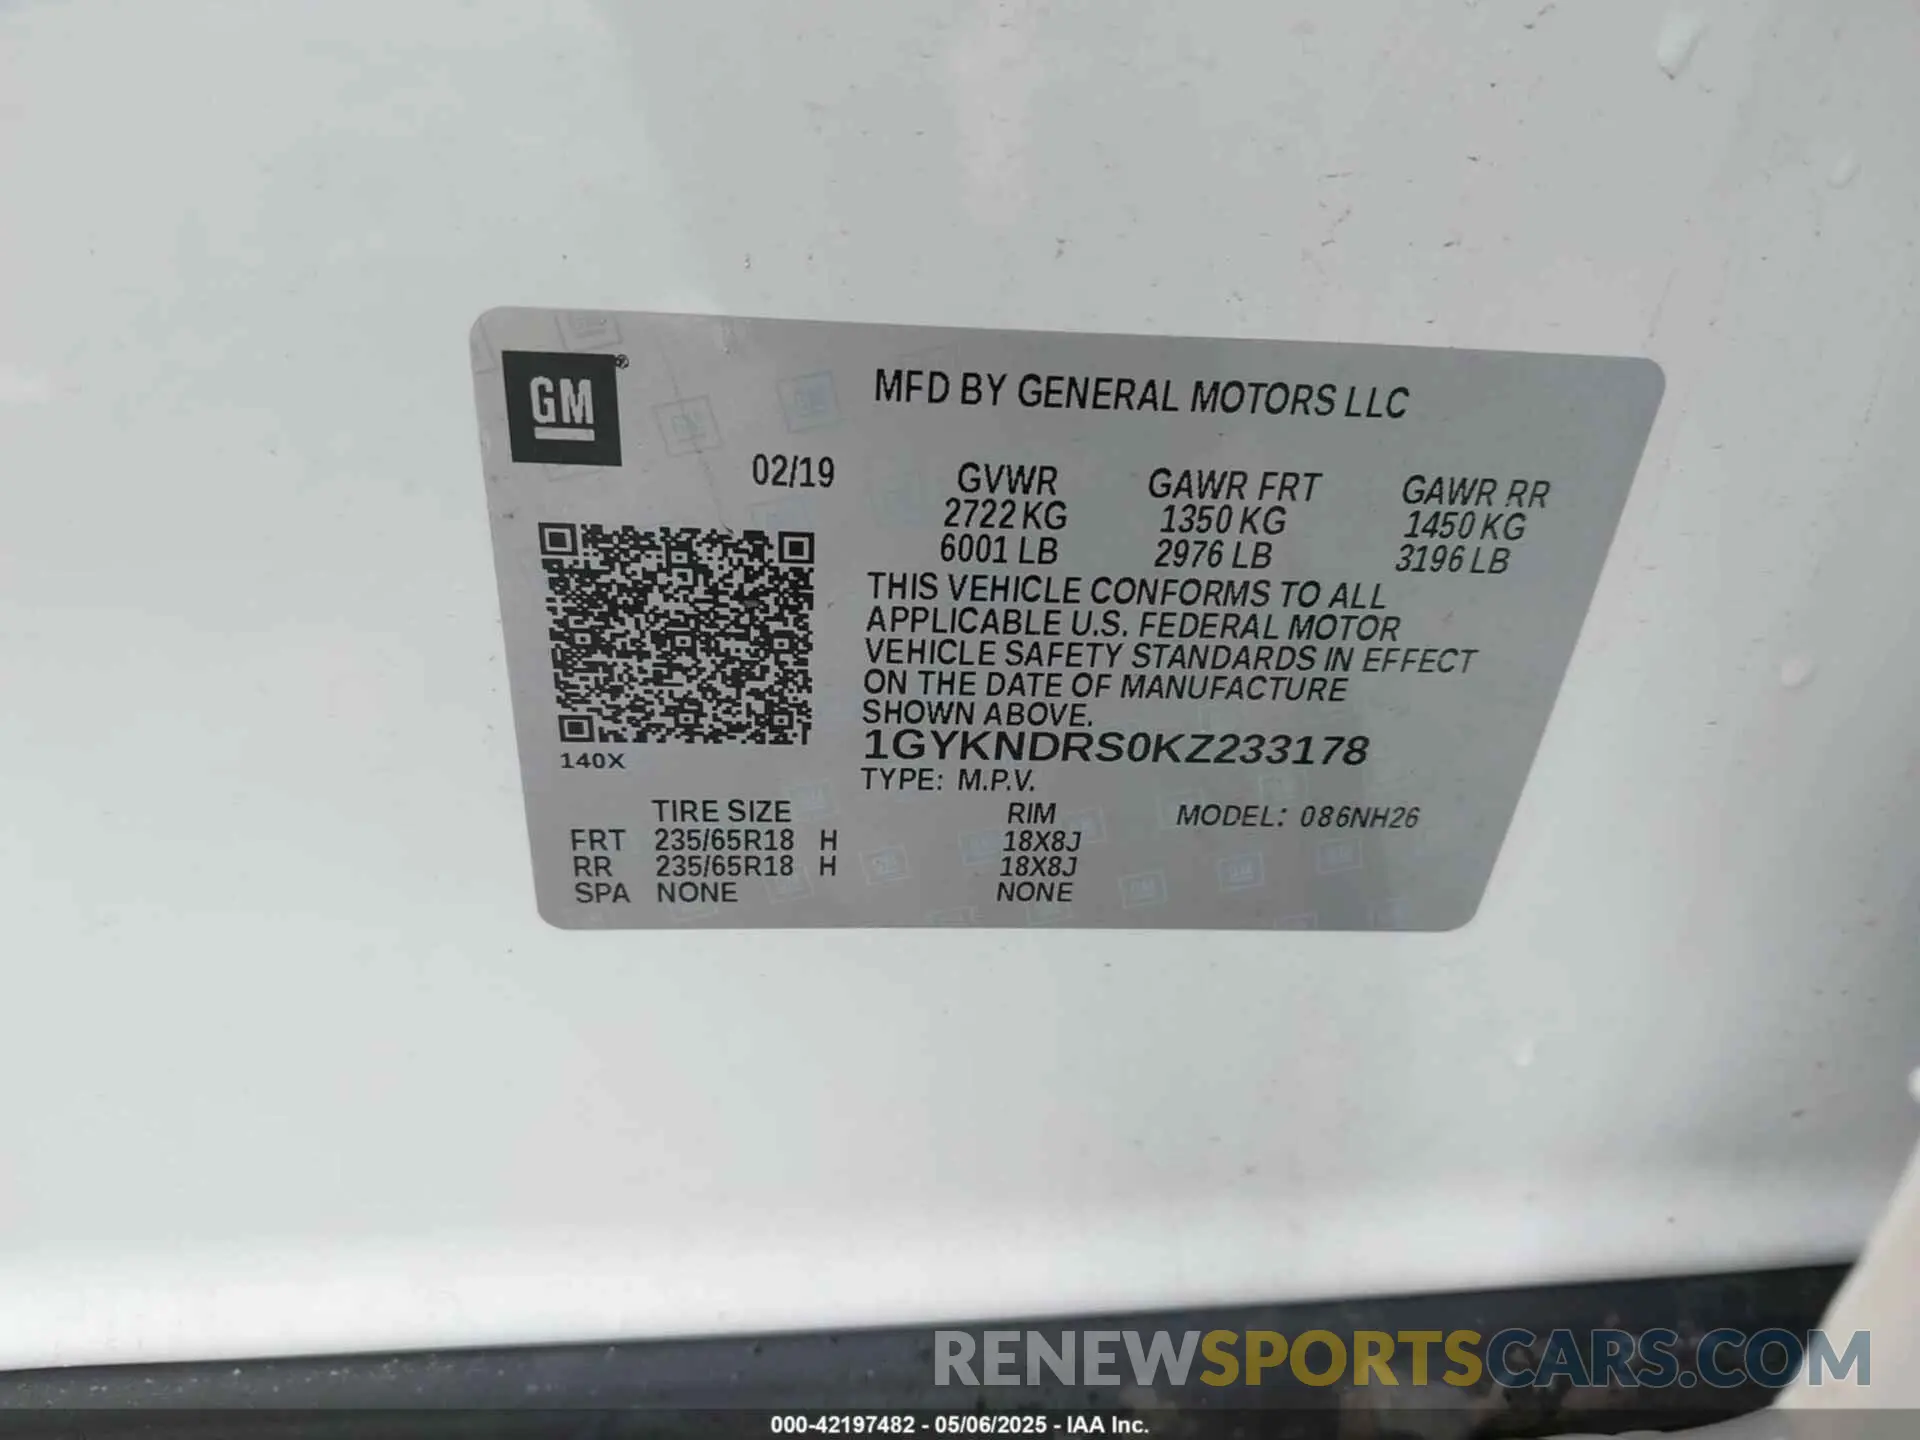 GM ®
MFD BY GENERAL MOTORS LLC
02/19 GVWR GAWR FRT GAWR RR
2722 KG 1350 KG 1450 KG
6001 LB 2976 LB 3196 LB
THIS VEHICLE CONFORMS TO ALL
APPLICABLE U.S. FEDERAL MOTOR
VEHICLE SAFETY STANDARDS IN EFFECT
ON THE DATE OF MANUFACTURE
SHOWN ABOVE.
1GYKNDRS0KZ233178
140X
TYPE: M.P.V.
TIRE SIZE RIM MODEL: 086NH26
FRT 235/65R18 H 18X8J
RR 235/65R18 H 18X8J
SPA NONE NONE
RENEWSPORTSCARS.COM
000-42197482 - 05/06/2025 - IAA Inc.